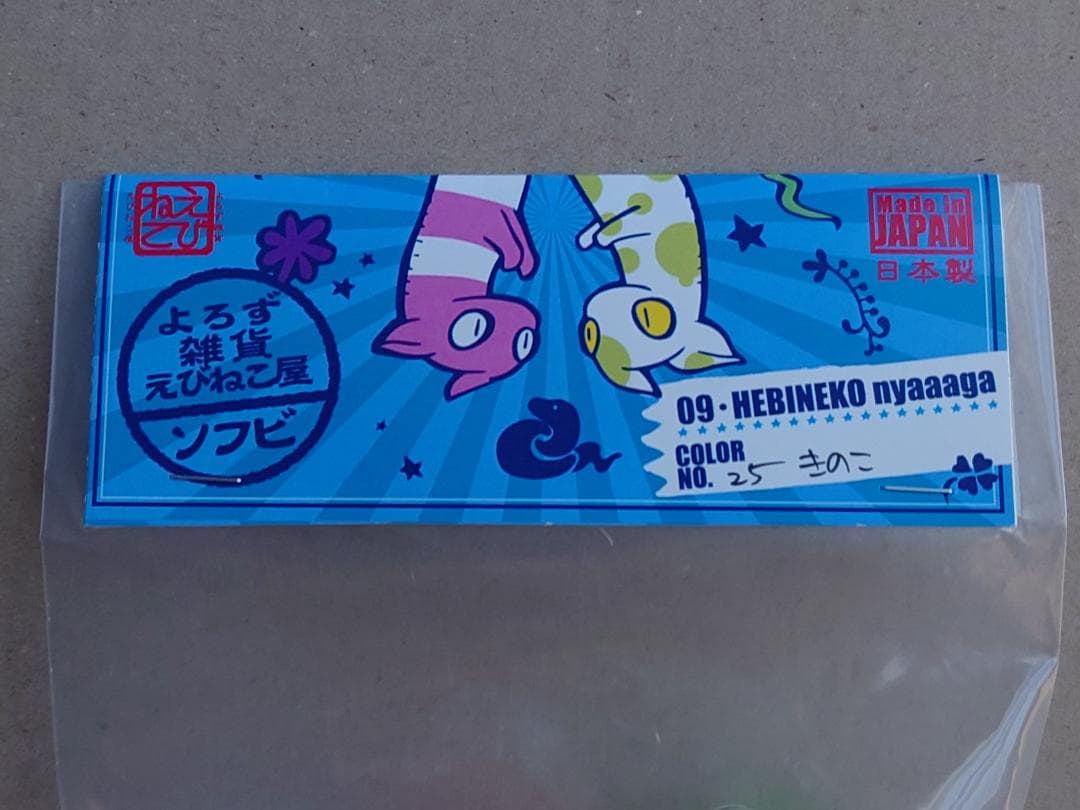 えび
ねこ
Made in
JAPAN
日本製
よろず
雑貨
えびねこ屋
ソフビ
09・HEBINEKO nyaaaga
COLOR
NO. 25 きのこ